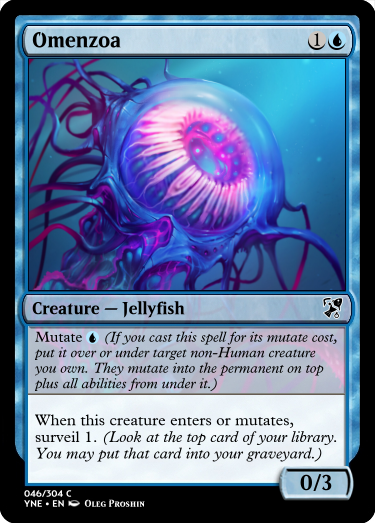 Omenzoa 1
Creature — Jellyfish
Mutate (If you cast this spell for its mutate cost,
put it over or under target non-Human creature
you own. They mutate into the permanent on top
plus all abilities from under it.)
When this creature enters or mutates,
surveil 1. (Look at the top card of your library.
You may put that card into your graveyard.)
0/3
046/304 C
YNE • EN Oleg Proshin